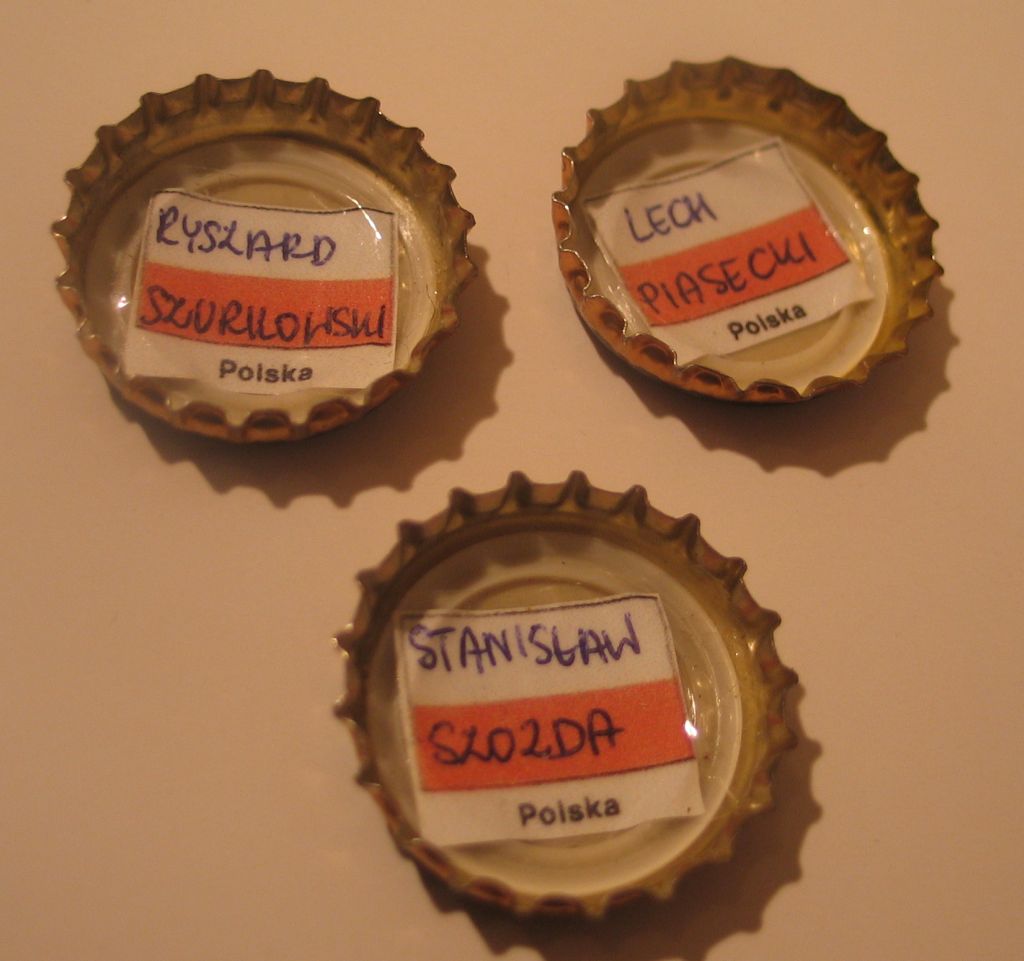 RYSZARD
SZURKOWSKI
Polska
LECH
PIASECKI
Polska
STANISŁAW
SZOZDA
Polska